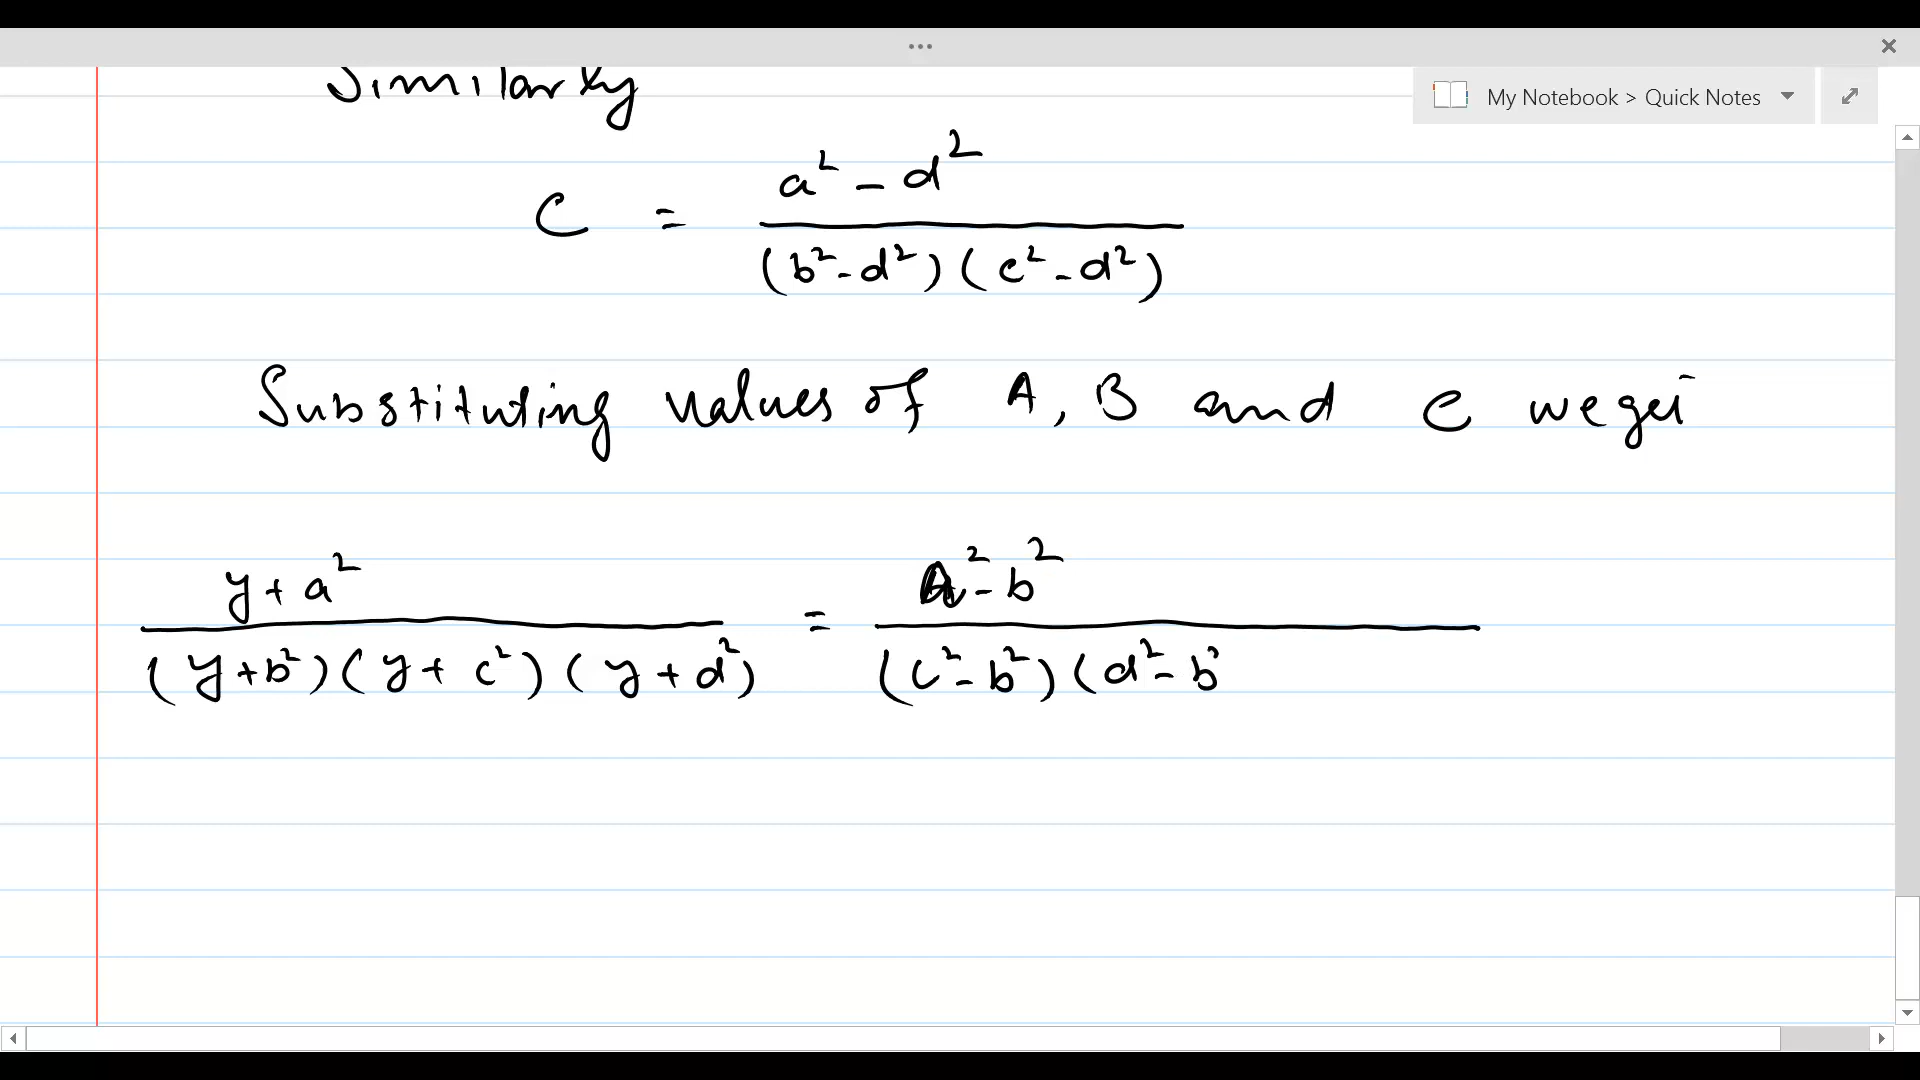 ...
Similarly
My Notebook > Quick Notes
C = (a² - d²) / ((b² - d²)(c² - d²))
Substituting values of A, B and C we get
(y + a²) / ((y + b²)(y + c²)(y + d²)) = (a² - b²) / ((c² - b²)(d² - b²